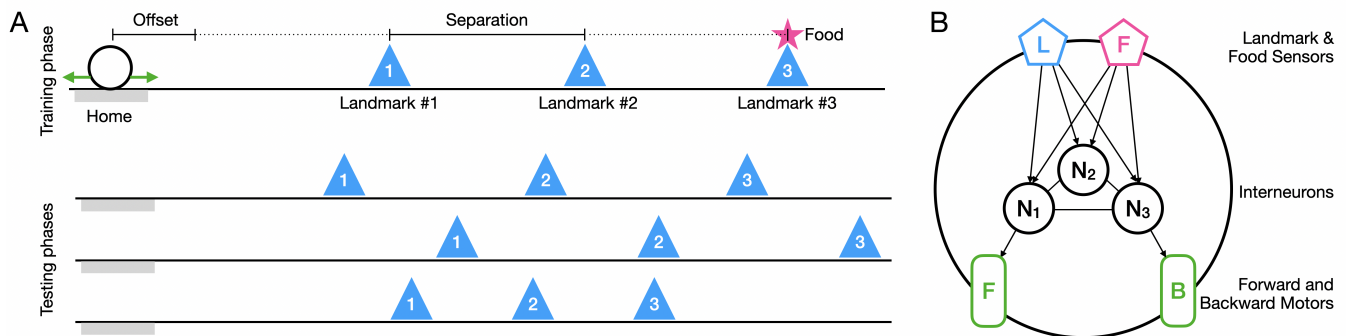 A
Training phase
Offset
Separation
Food
1
2
3
Home
Landmark #1
Landmark #2
Landmark #3
Testing phases
1
2
3
1
2
3
1
2
3
B
L
F
Landmark &
Food Sensors
N2
N1
N3
Interneurons
F
B
Forward and
Backward Motors